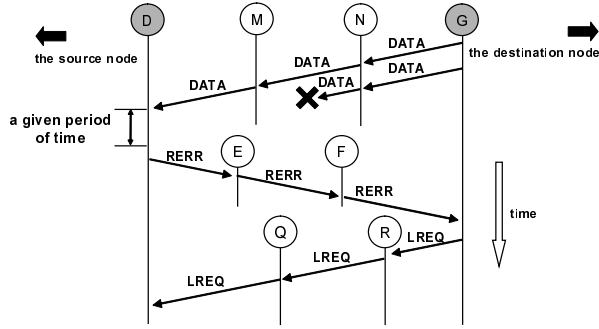 D
M
N
G
the source node
the destination node
DATA
DATA
DATA
DATA
DATA
a given period
of time
E
F
RERR
RERR
RERR
time
Q
R
LREQ
LREQ
LREQ